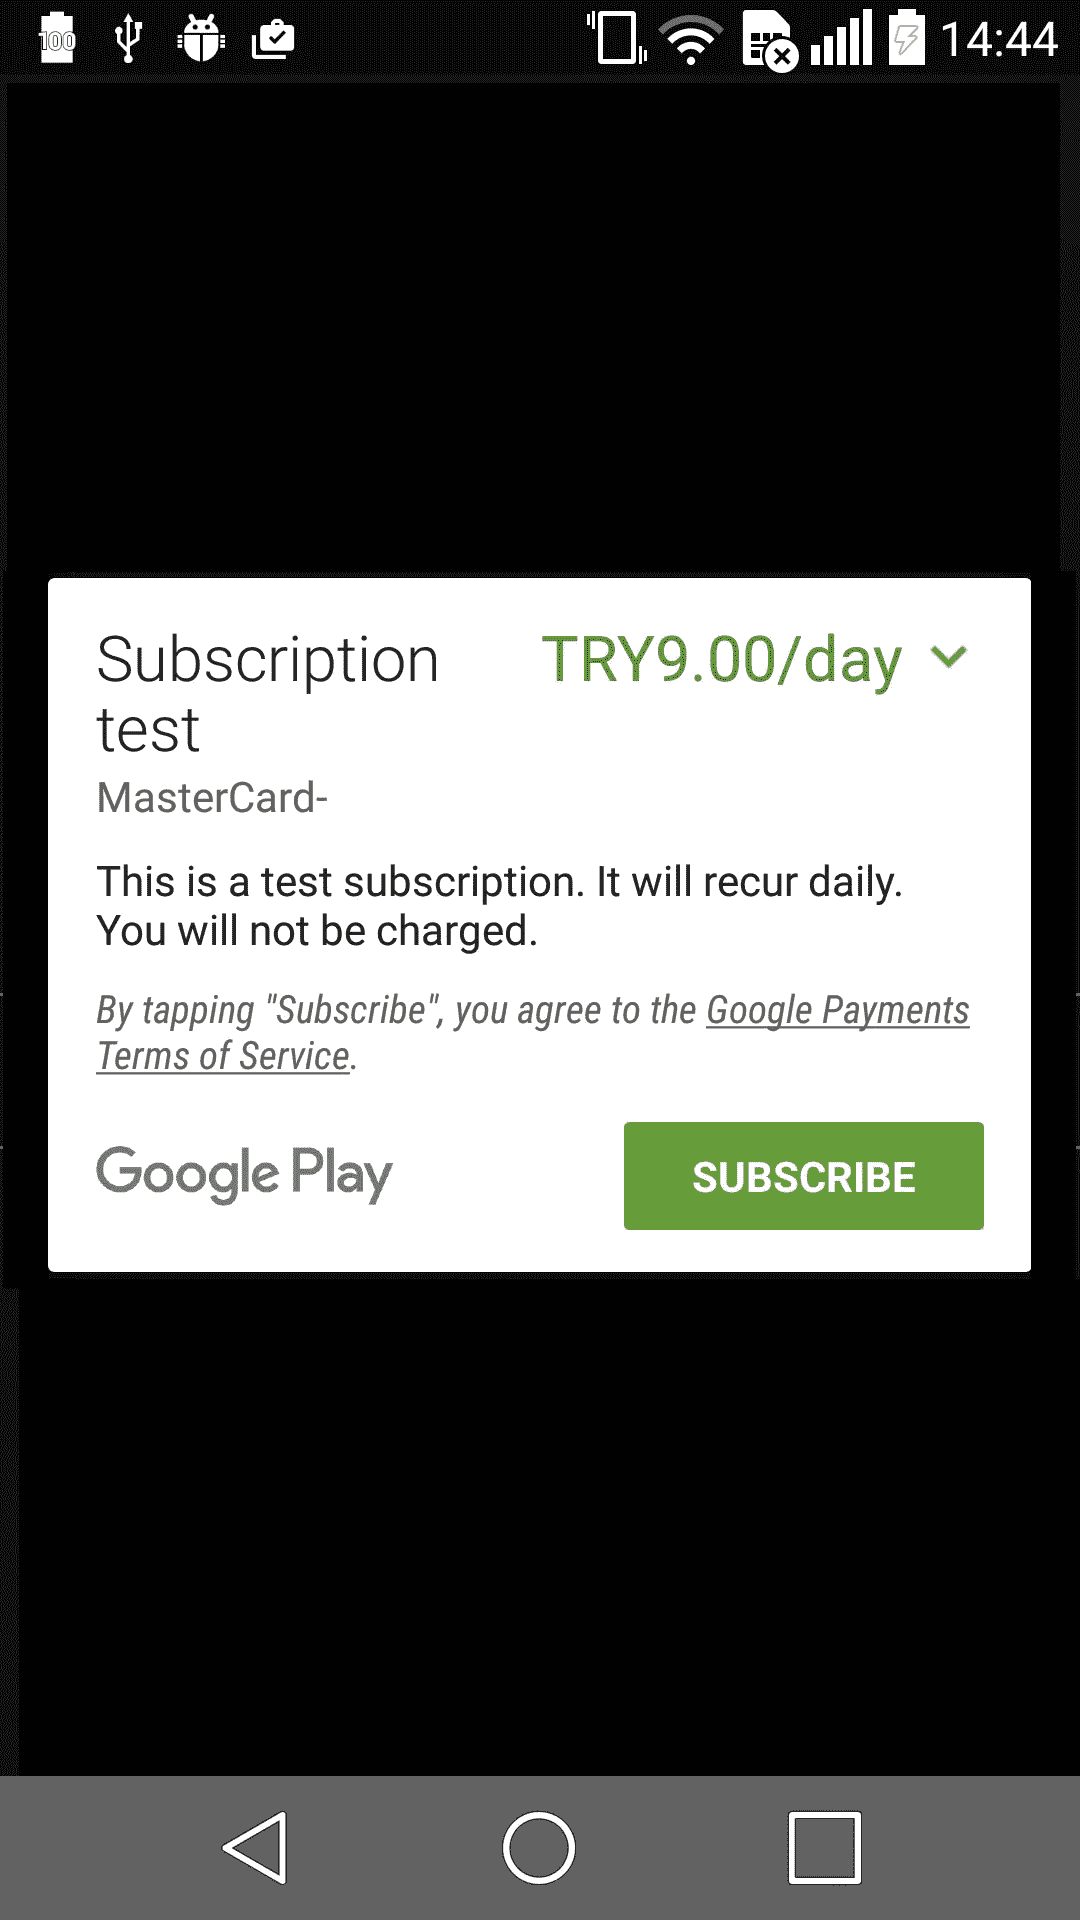 100
14:44
Subscription
test
TRY9.00/day
MasterCard-
This is a test subscription. It will recur daily.
You will not be charged.
By tapping "Subscribe", you agree to the Google Payments
Terms of Service.
Google Play
SUBSCRIBE